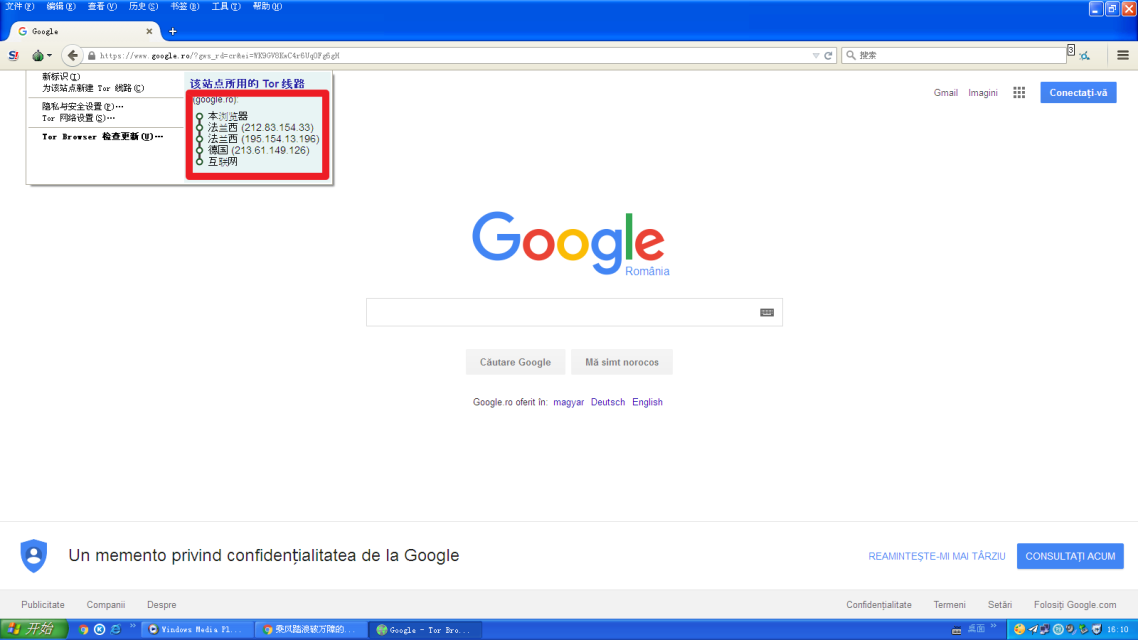 文件(F) 编辑(E) 查看(V) 历史(S) 书签(B) 工具(T) 帮助(H)
Google
https://www.google.ro/?gws_rd=cr&ei=
搜索
3
新标识(I)
为该站点新建 Tor 线路(C)
隐私与安全设置(P)…
Tor 网络设置(S)…
Tor Browser 检查更新(U)…
该站点所用的 Tor 线路
(google.ro):
本浏览器
法兰西 (212.83.154.33)
法兰西 (195.154.13.196)
德国 (213.61.149.126)
互联网
Gmail Imagini Conectați-vă
Google
România
Căutare Google Mă simt norocos
Google.ro oferit în: magyar Deutsch English
Un memento privind confidențialitatea de la Google
REAMINTEȘTE-MI MAI TÂRZIU CONSULTAȚI ACUM
Publicitate Companii Despre Confidențialitate Termeni Setări Folosiți Google.com
开始 Windows Media Pl... 乘风踏浪破万障的... Google - Tor Bro... 桌面 16:10